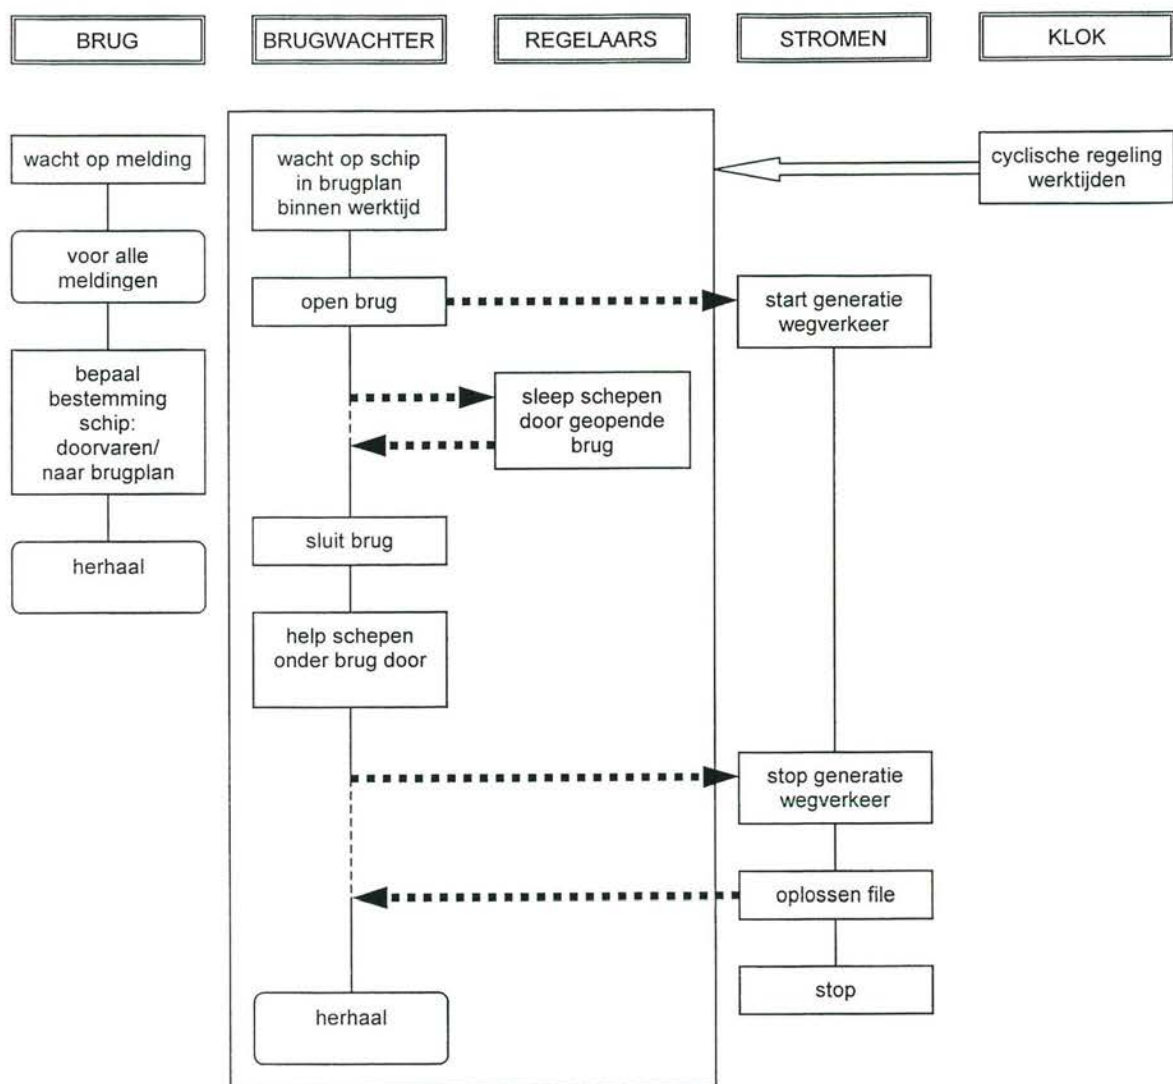 BRUG
BRUGWACHTER
REGELAARS
STROMEN
KLOK
wacht op melding
voor alle
meldingen
bepaal
bestemming
schip:
doorvaren/
naar brugplan
herhaal
wacht op schip
in brugplan
binnen werktijd
open brug
sluit brug
help schepen
onder brug door
herhaal
sleep schepen
door geopende
brug
start generatie
wegverkeer
stop generatie
wegverkeer
oplossen file
stop
cyclische regeling
werktijden